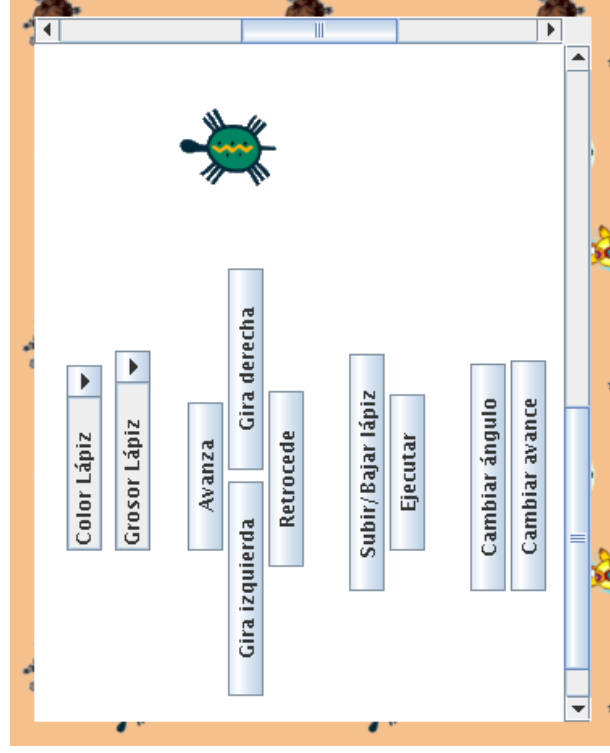 Color Lápiz
Grosor Lápiz
Avanza
Gira izquierda Gira derecha
Retrocede
Subir/Bajar lápiz
Ejecutar
Cambiar ángulo
Cambiar avance